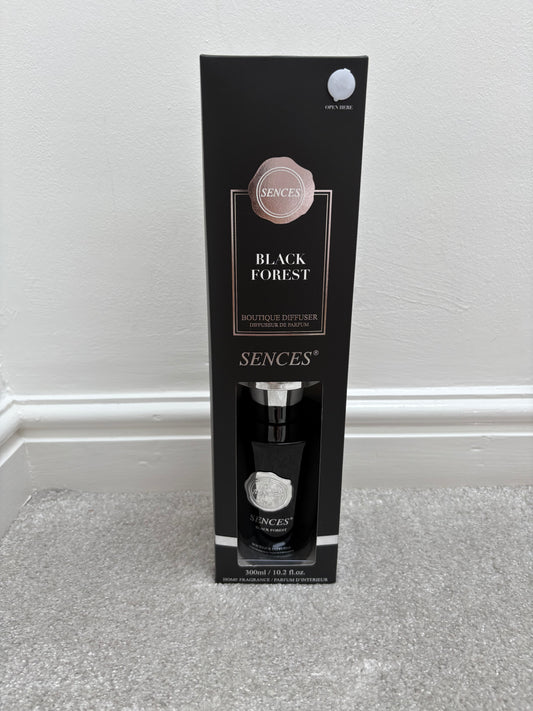 OPEN HERE
SENCES
BLACK
FOREST
BOUTIQUE DIFFUSER
DIFFUSEUR DE PARFUM
SENCES®
SENCES®
BLACK FOREST
300ml / 10.2 fl.oz.
HOME FRAGRANCE / PARFUM D'INTERIEUR